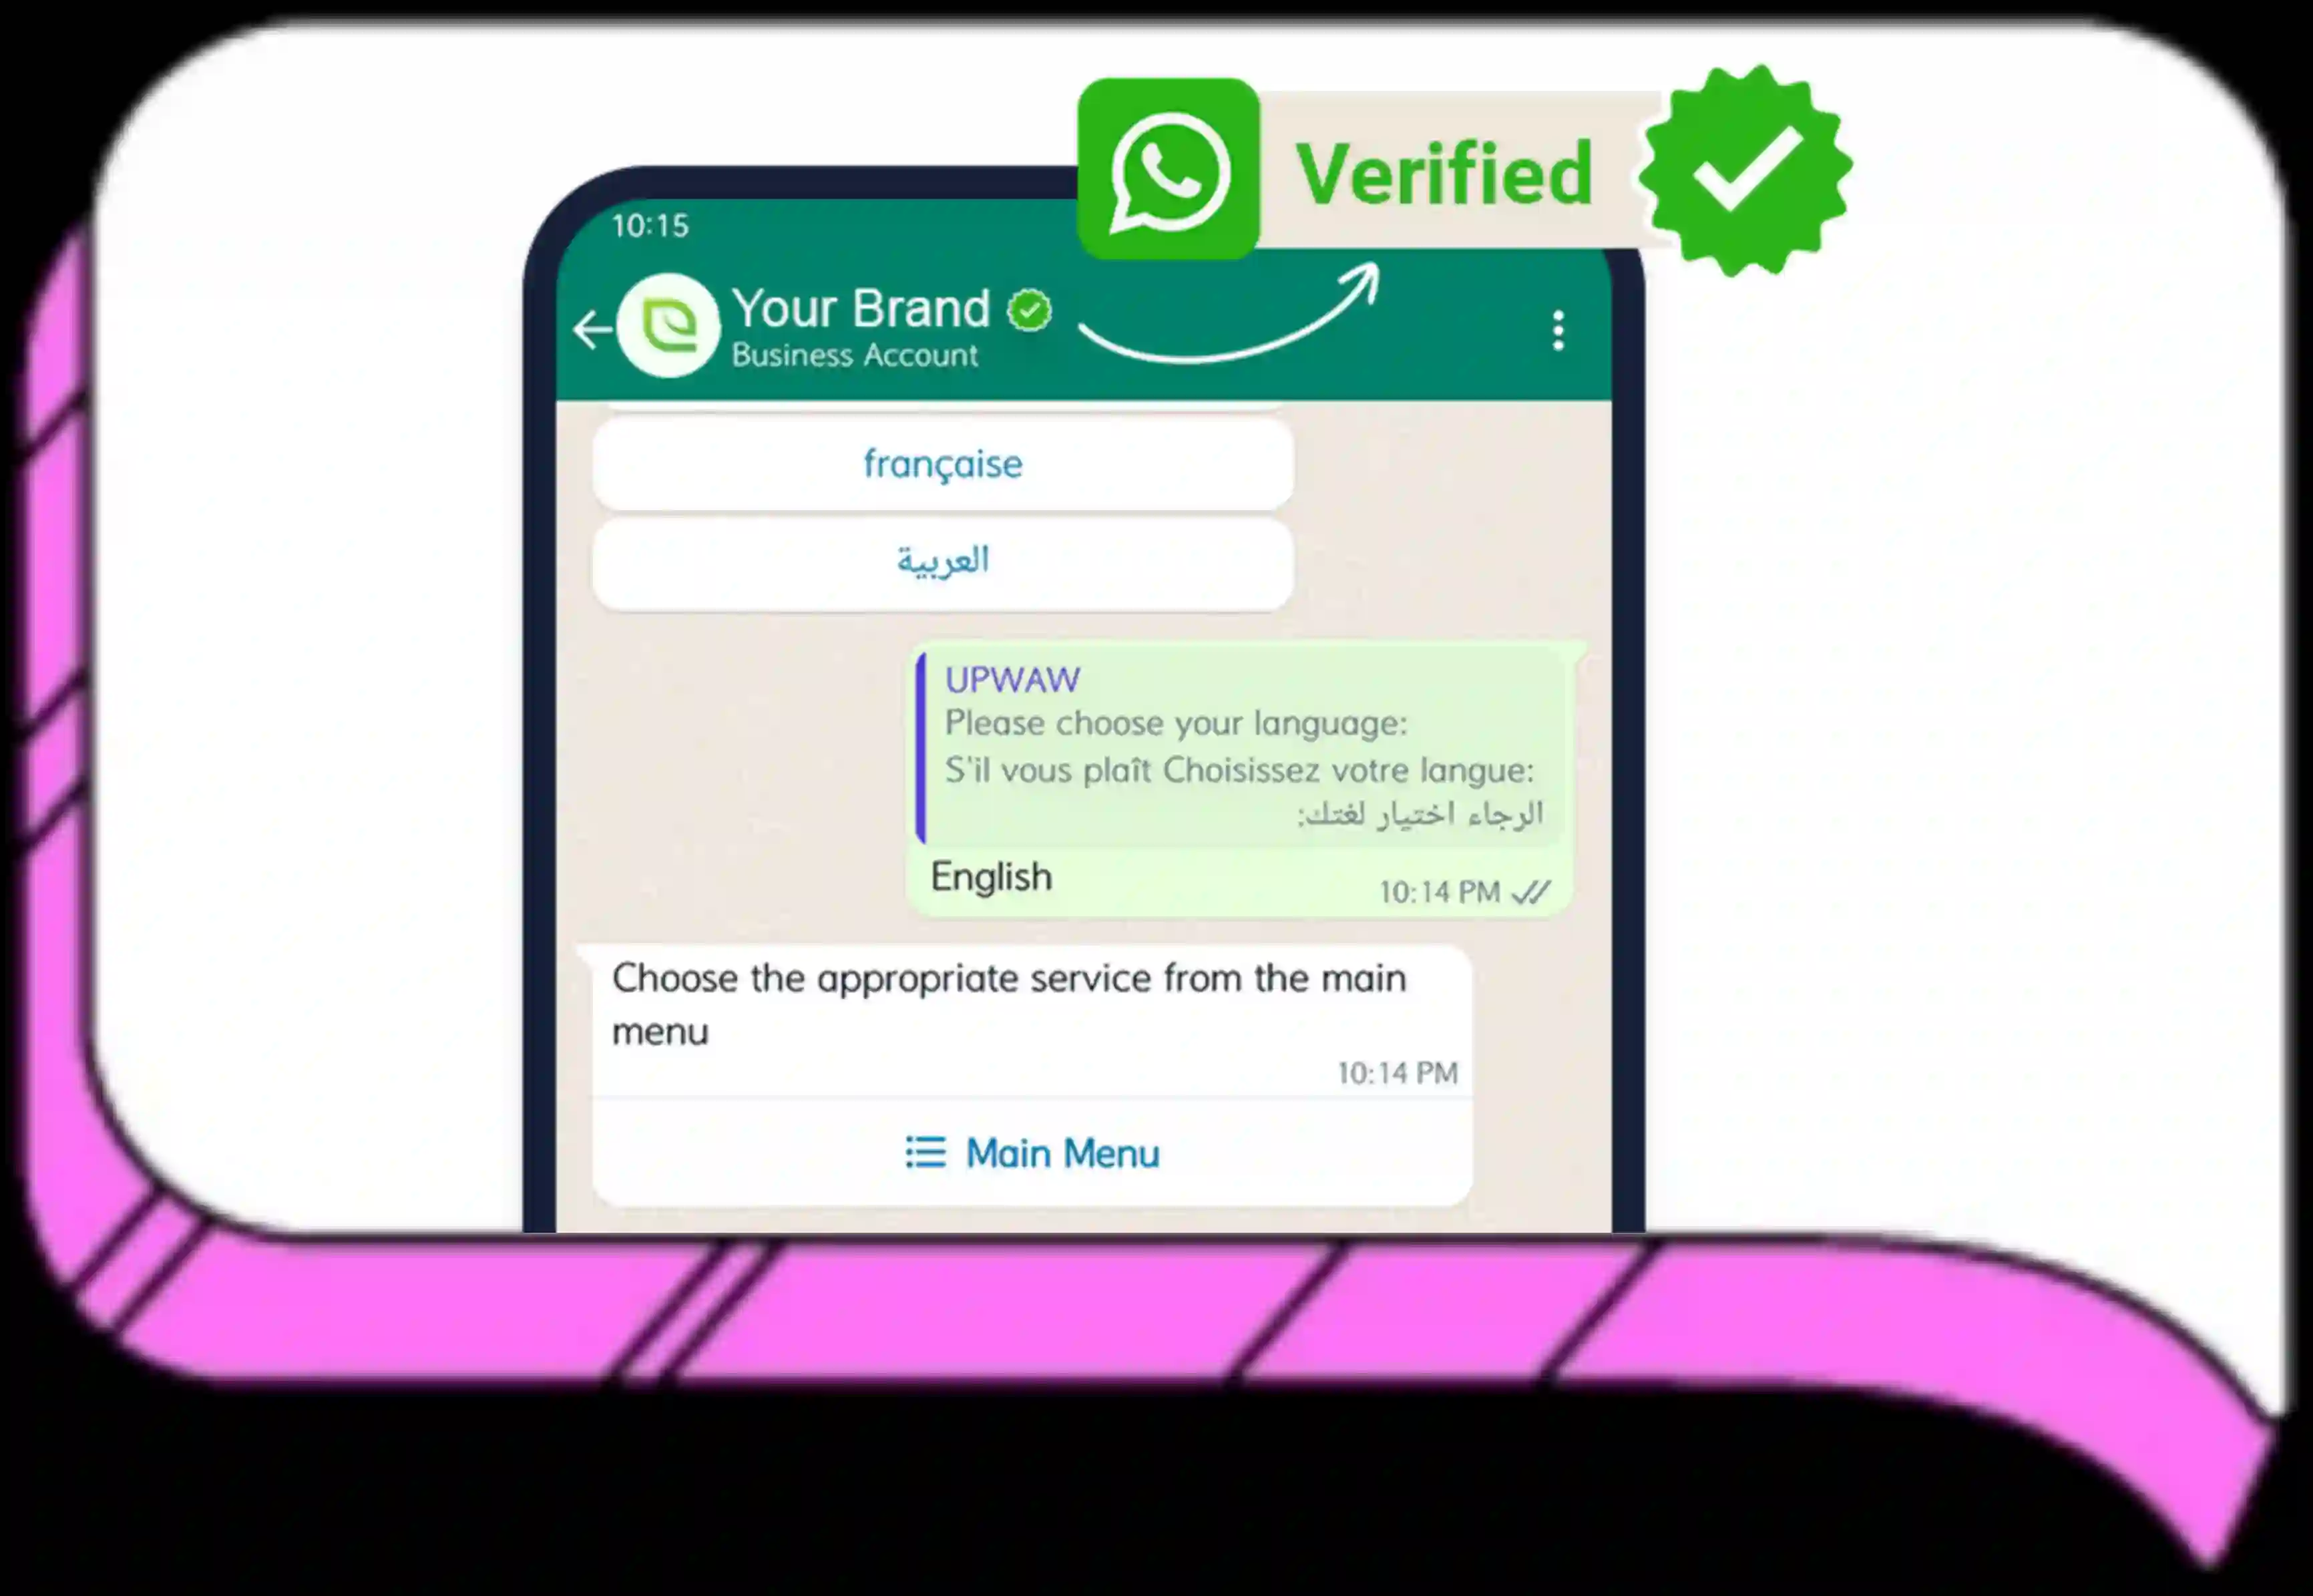 Verified
10:15
Your Brand
Business Account
française
العربية
UPWAW
Please choose your language:
S'il vous plaît Choisissez votre langue:
الرجاء اختيار لغتك:
English
10:14 PM
Choose the appropriate service from the main
menu
10:14 PM
Main Menu